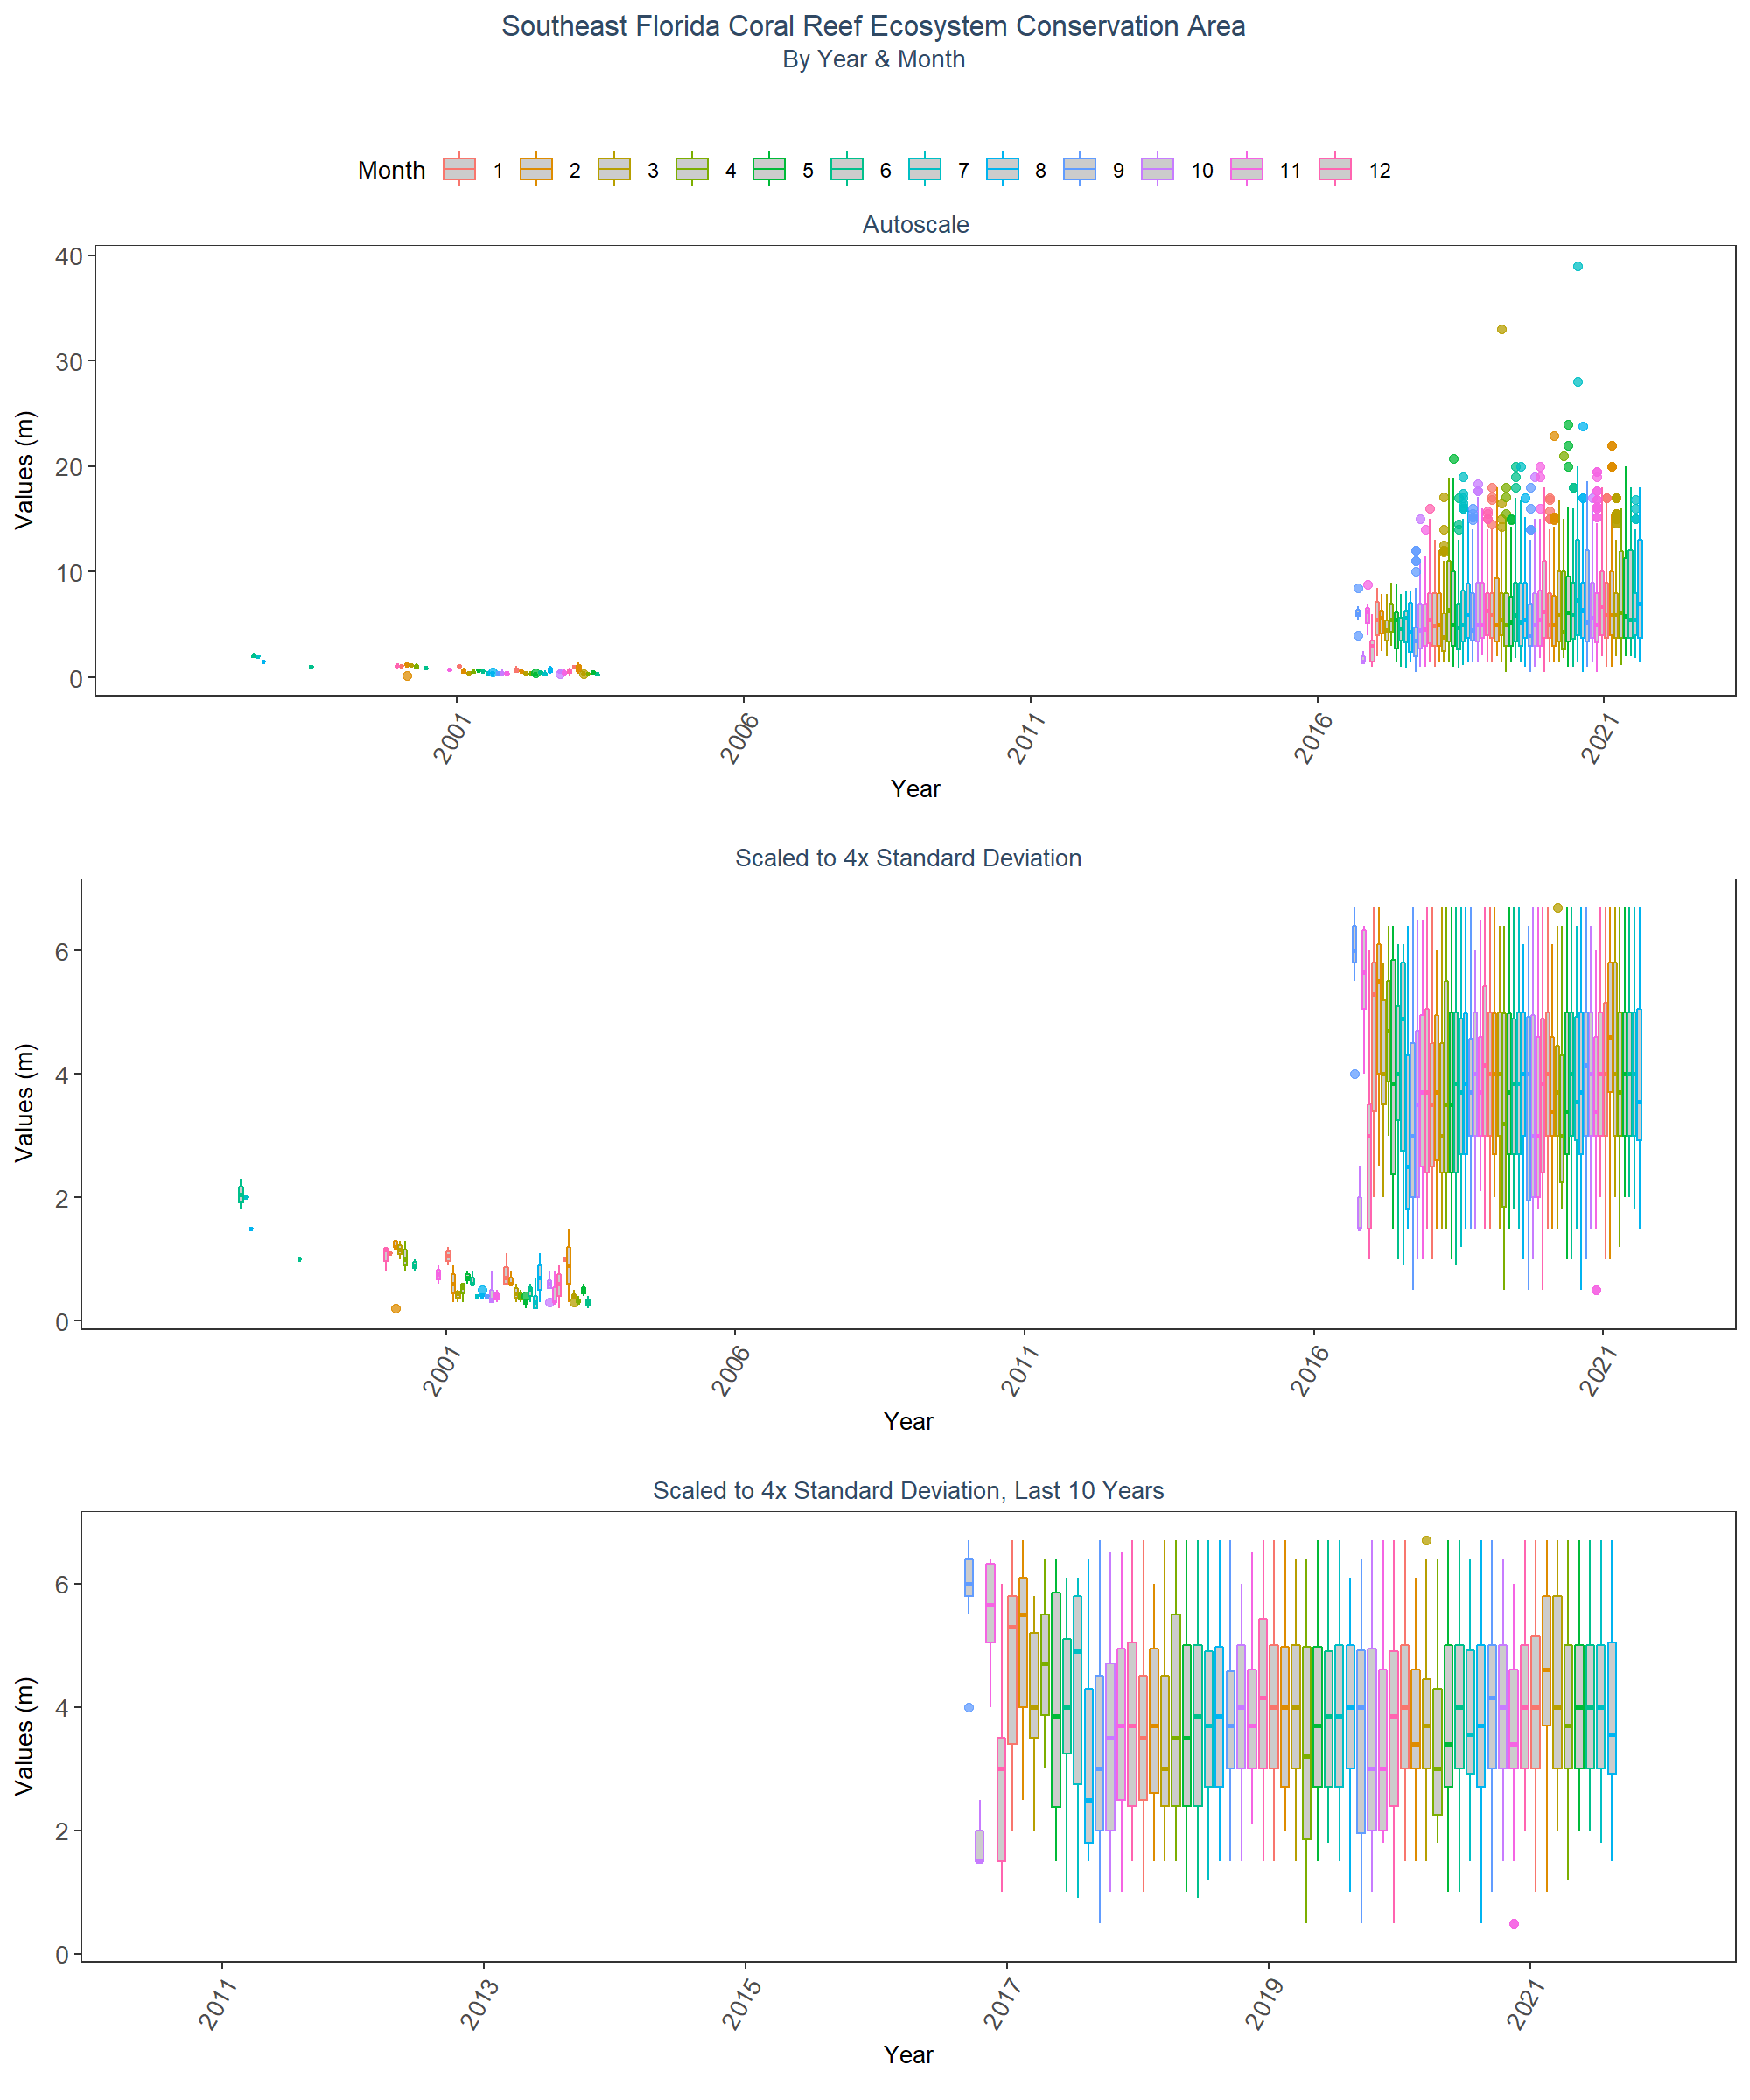 Southeast Florida Coral Reef Ecosystem Conservation Area
By Year & Month
Month 1 2 3 4 5 6 7 8 9 10 11 12
Autoscale
40
30
20
10
0
Values (m)
2001 2006 2011 2016 2021
Year
Scaled to 4x Standard Deviation
6
4
2
0
Values (m)
2001 2006 2011 2016 2021
Year
Scaled to 4x Standard Deviation, Last 10 Years
6
4
2
0
Values (m)
2011 2013 2015 2017 2019 2021
Year